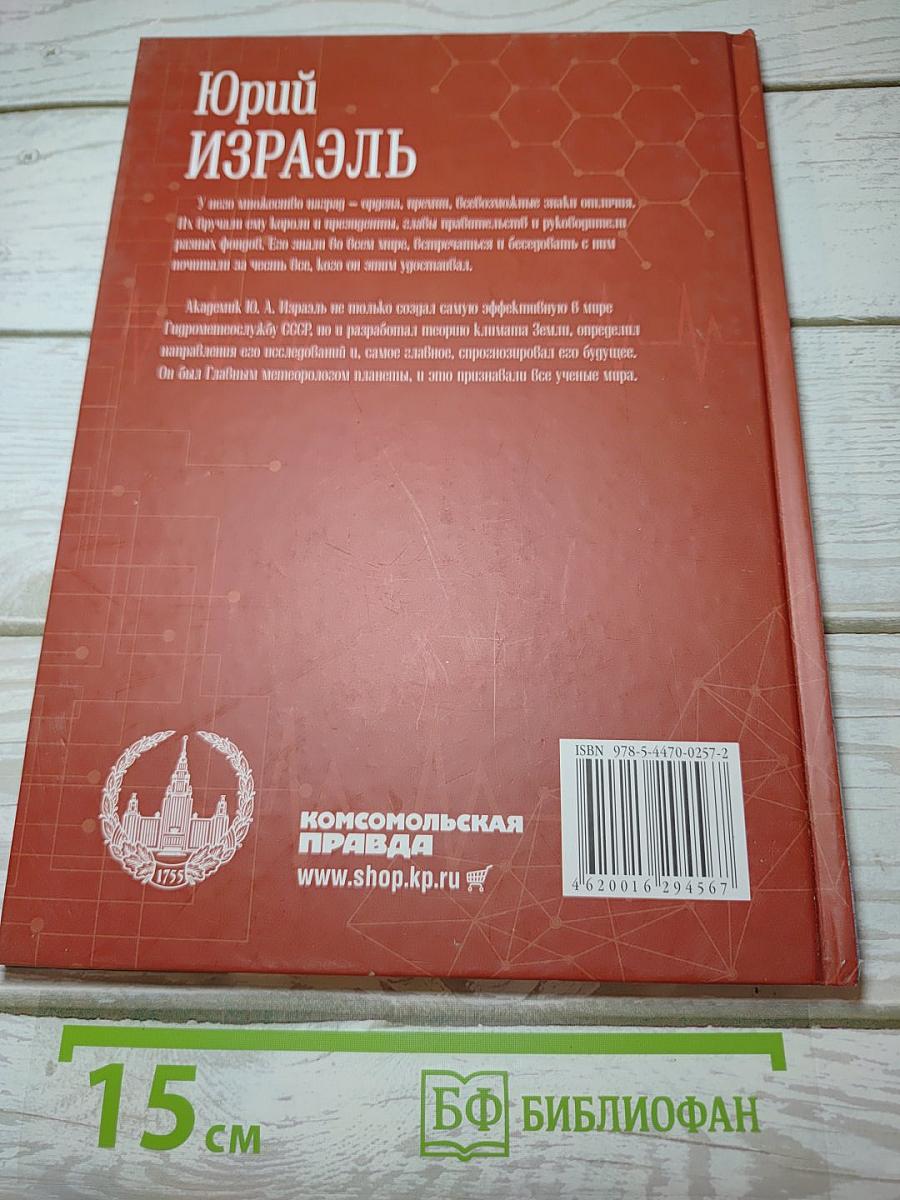 Юрий
ИЗРАЭЛЬ
У него множество наград – ордена, премии, всевозможные знаки отличия.
Их вручали ему короли и президенты, главы правительств и руководители
разных фондов. Его знали во всем мире, встречаться и беседовать с ним
почитали за честь все, кого он этим удостаивал.
Академик Ю. А. Израэль не только создал самую эффективную в мире
Гидрометеослужбу СССР, но и разработал теорию климата Земли, определил
направления его исследований и, самое главное, спрогнозировал его будущее.
Он был Главным метеорологом планеты, и это признавали все ученые мира.
1755
КОМСОМОЛЬСКАЯ
ПРАВДА
www.shop.kp.ru
ISBN 978-5-4470-0257-2
4 620016 294567
15 см
БФ БИБЛИОФАН